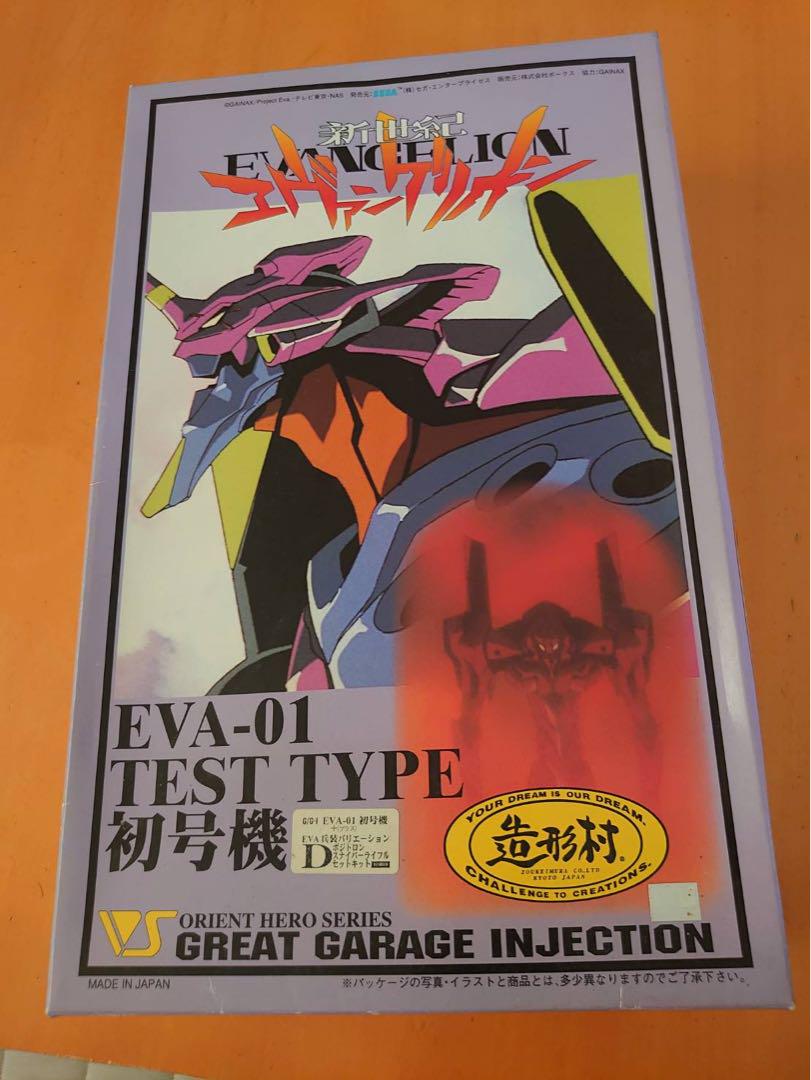 ©GAINAX/Project Eva.・テレビ東京・NAS 発売元:SEGA™(株)セガ・エンタープライゼス 販売元:株式会社ボークス 協力:GAINAX
新世紀
EVANGELION
エヴァンゲリオン
EVA-01
TEST TYPE
初号機
G/G-I EVA-01 初号機
+(プラス)
EVA兵装バリエーション
D ポジトロン
スナイパーライフル
セットキット
YOUR DREAM IS OUR DREAM.
造形村®
ZOUKEIMURA CO.,LTD
KYOTO JAPAN
CHALLENGE TO CREATIONS.
VS ORIENT HERO SERIES
GREAT GARAGE INJECTION
MADE IN JAPAN
※パッケージの写真・イラストと商品とは、多少異なりますのでご了承下さい。